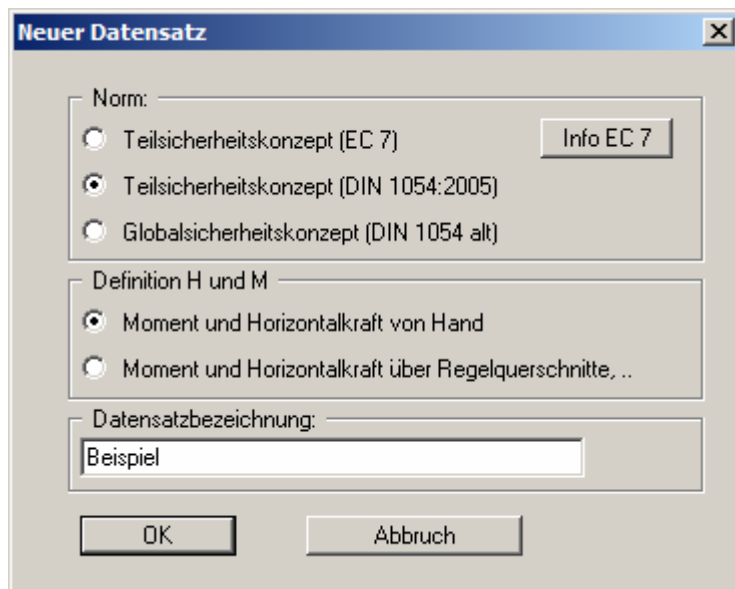 Neuer Datensatz
Norm:
Teilsicherheitskonzept (EC 7)
Info EC 7
Teilsicherheitskonzept (DIN 1054:2005)
Globalsicherheitskonzept (DIN 1054 alt)
Definition H und M
Moment und Horizontalkraft von Hand
Moment und Horizontalkraft über Regelquerschnitte, ..
Datensatzbezeichnung:
Beispiel
OK
Abbruch